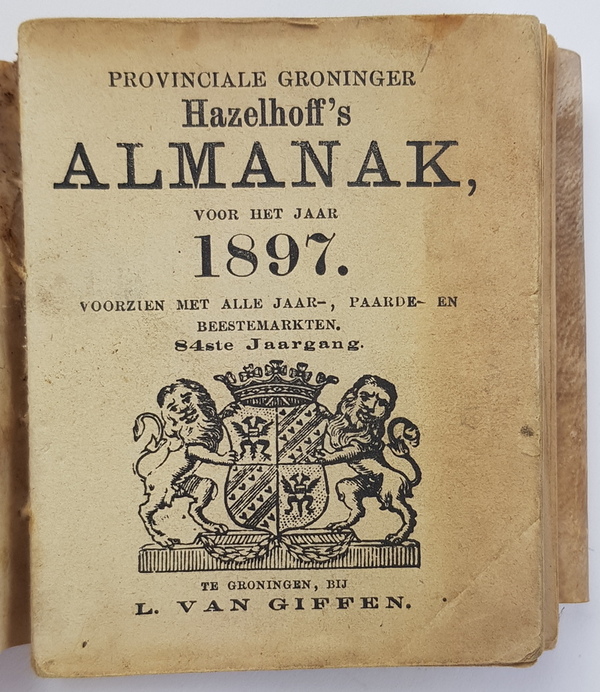 PROVINCIALE GRONINGER
Hazelhoff's
ALMANAK,
VOOR HET JAAR
1897.
VOORZIEN MET ALLE JAAR-, PAARDE- EN
BEESTEMARKTEN.
84ste Jaargang.
TE GRONINGEN, BIJ
L. VAN GIFFEN.